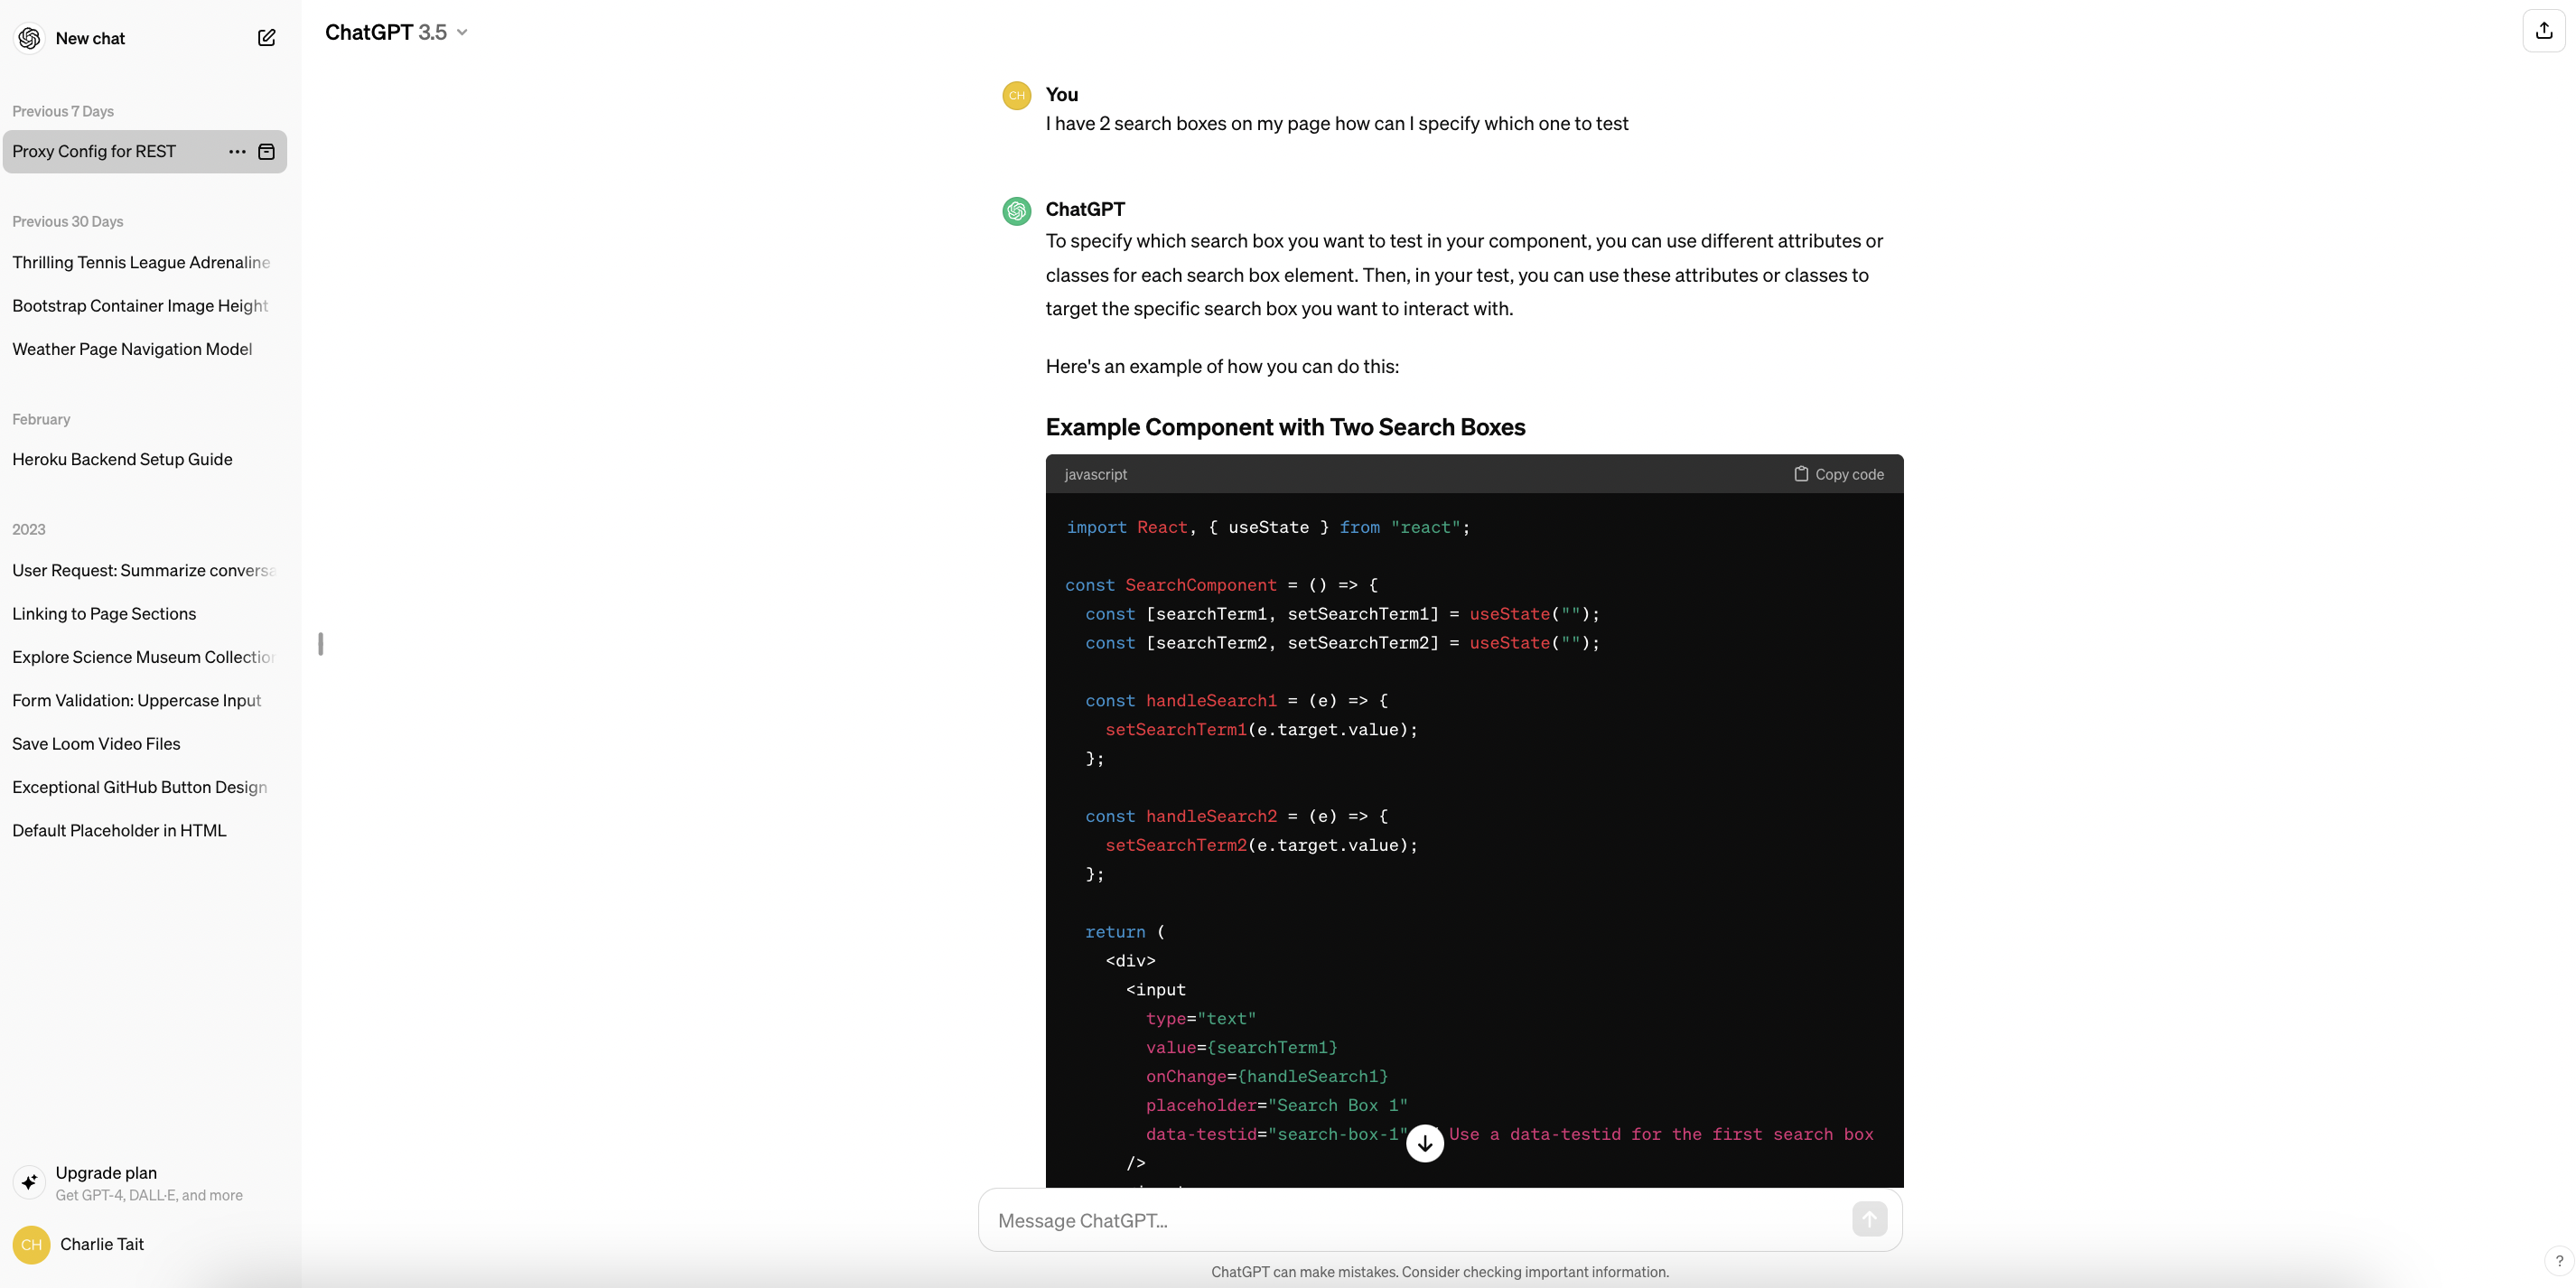 New chat
Previous 7 Days
Proxy Config for REST
Previous 30 Days
Thrilling Tennis League Adrenaline
Bootstrap Container Image Height
Weather Page Navigation Model
February
Heroku Backend Setup Guide
2023
User Request: Summarize conversa
Linking to Page Sections
Explore Science Museum Collection
Form Validation: Uppercase Input
Save Loom Video Files
Exceptional GitHub Button Design
Default Placeholder in HTML
Upgrade plan
Get GPT-4, DALL·E, and more
CH Charlie Tait
ChatGPT 3.5
CH You
I have 2 search boxes on my page how can I specify which one to test
ChatGPT
To specify which search box you want to test in your component, you can use different attributes or
classes for each search box element. Then, in your test, you can use these attributes or classes to
target the specific search box you want to interact with.
Here's an example of how you can do this:
Example Component with Two Search Boxes
javascript Copy code
import React, { useState } from "react";
const SearchComponent = () => {
const [searchTerm1, setSearchTerm1] = useState("");
const [searchTerm2, setSearchTerm2] = useState("");
const handleSearch1 = (e) => {
setSearchTerm1(e.target.value);
};
const handleSearch2 = (e) => {
setSearchTerm2(e.target.value);
};
return (
<div>
<input
type="text"
value={searchTerm1}
onChange={handleSearch1}
placeholder="Search Box 1"
data-testid="search-box-1" Use a data-testid for the first search box
/>
Message ChatGPT...
ChatGPT can make mistakes. Consider checking important information.
?